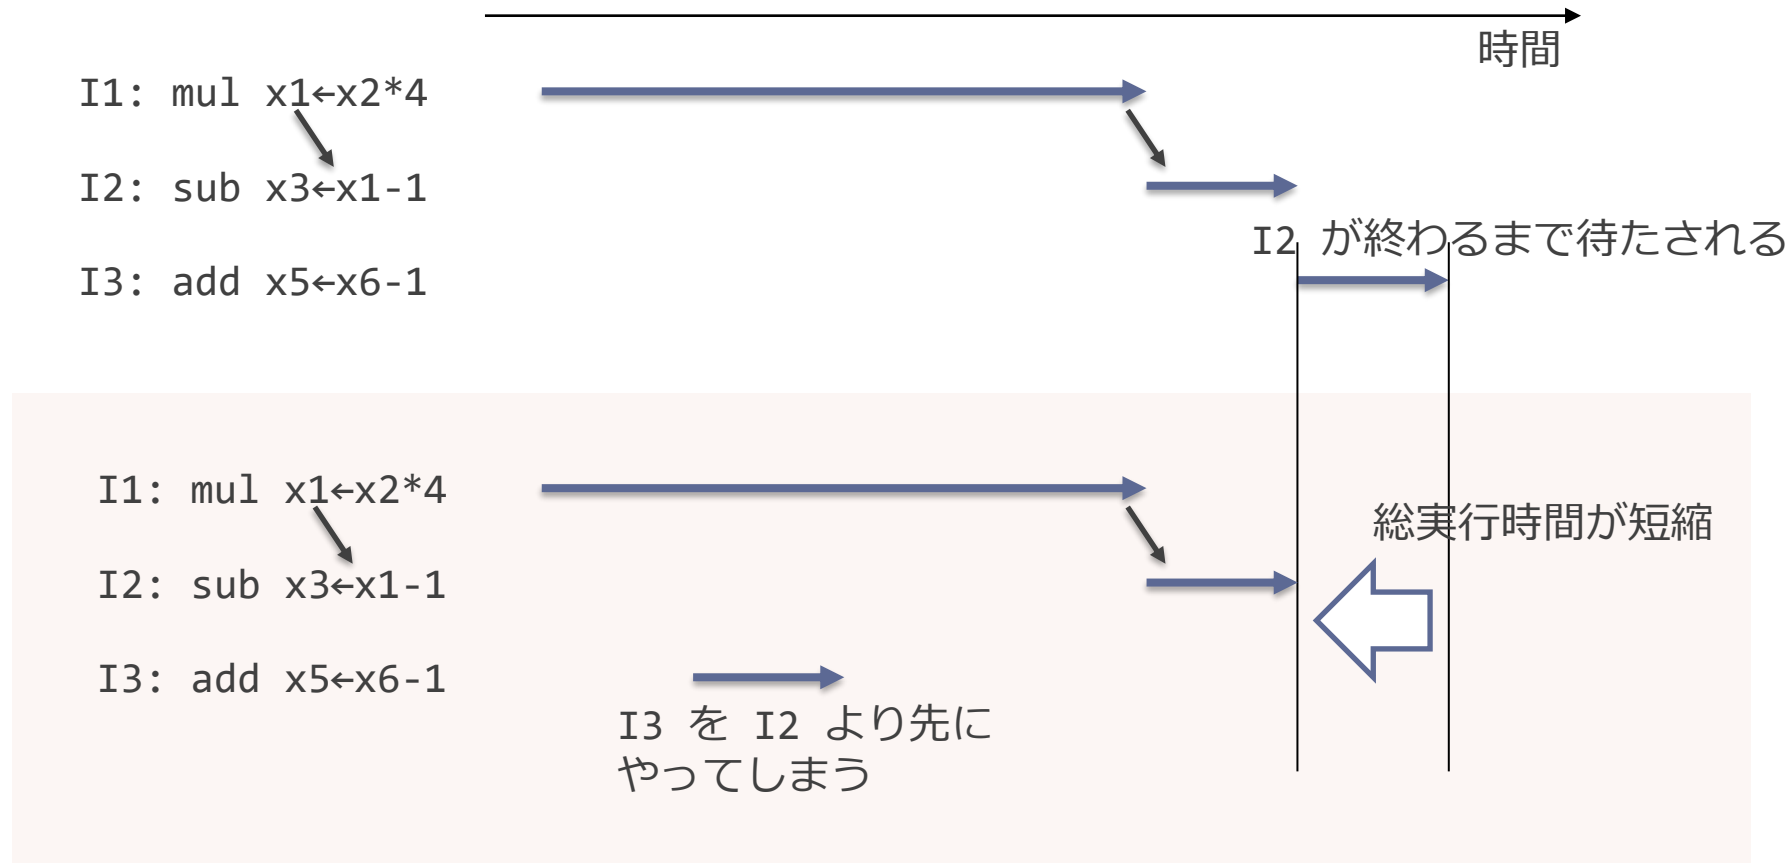 時間
I1: mul x1←x2*4
I2: sub x3←x1-1
I2 が終わるまで待たされる
I3: add x5←x6-1
I1: mul x1←x2*4
総実行時間が短縮
I2: sub x3←x1-1
I3: add x5←x6-1
I3 を I2 より先に
やってしまう